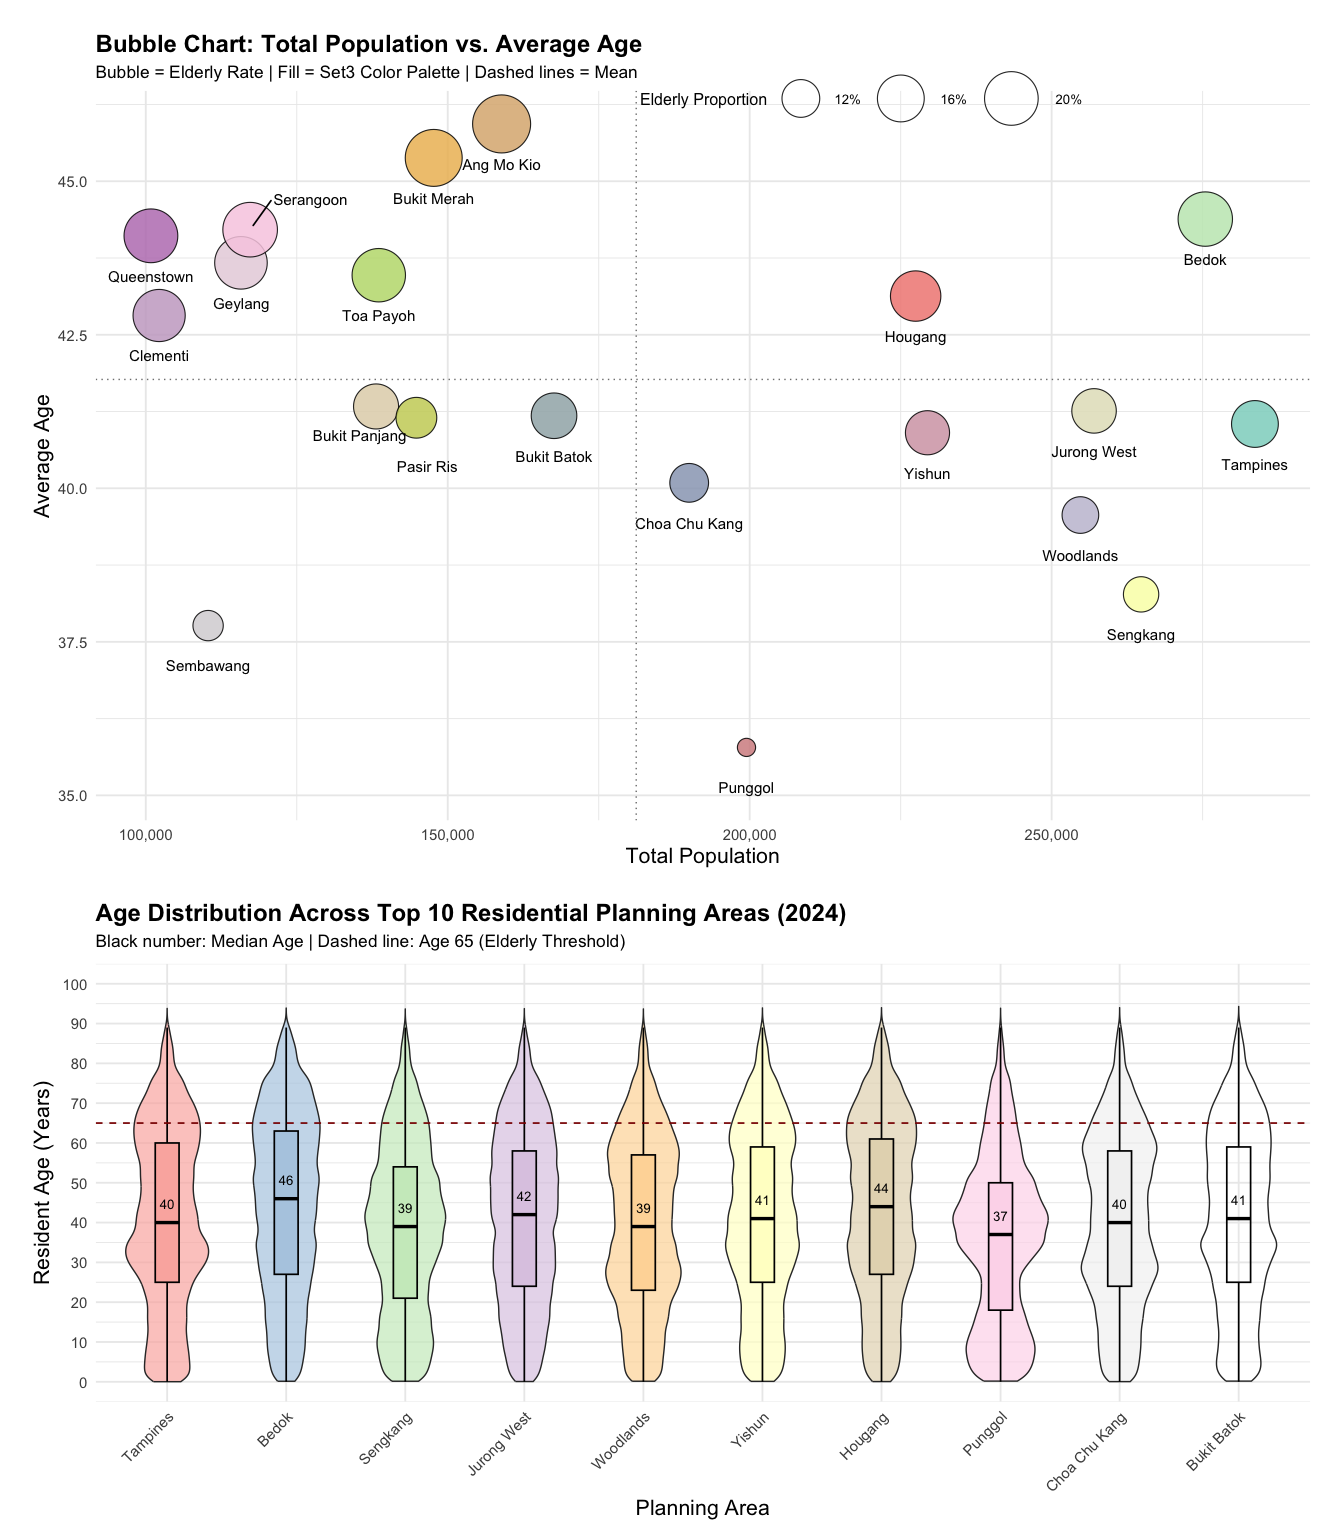 Bubble Chart: Total Population vs. Average Age
Bubble = Elderly Rate | Fill = Set3 Color Palette | Dashed lines = Mean
Elderly Proportion 12% 16% 20%
Ang Mo Kio
45.0
Bukit Merah
Serangoon
Bedok
Queenstown
Geylang
Toa Payoh
42.5
Hougang
Clementi
Average Age
Bukit Panjang
Jurong West
Bukit Batok
Tampines
Pasir Ris
Yishun
40.0
Choa Chu Kang
Woodlands
Sengkang
37.5
Sembawang
Punggol
35.0
100,000 150,000 200,000 250,000
Total Population
Age Distribution Across Top 10 Residential Planning Areas (2024)
Black number: Median Age | Dashed line: Age 65 (Elderly Threshold)
Resident Age (Years)
100
90
80
70
60
50
40
30
20
10
0
40 46 39 42 39 41 44 37 40 41
Tampines
Bedok
Sengkang
Jurong West
Woodlands
Yishun
Hougang
Punggol
Choa Chu Kang
Bukit Batok
Planning Area